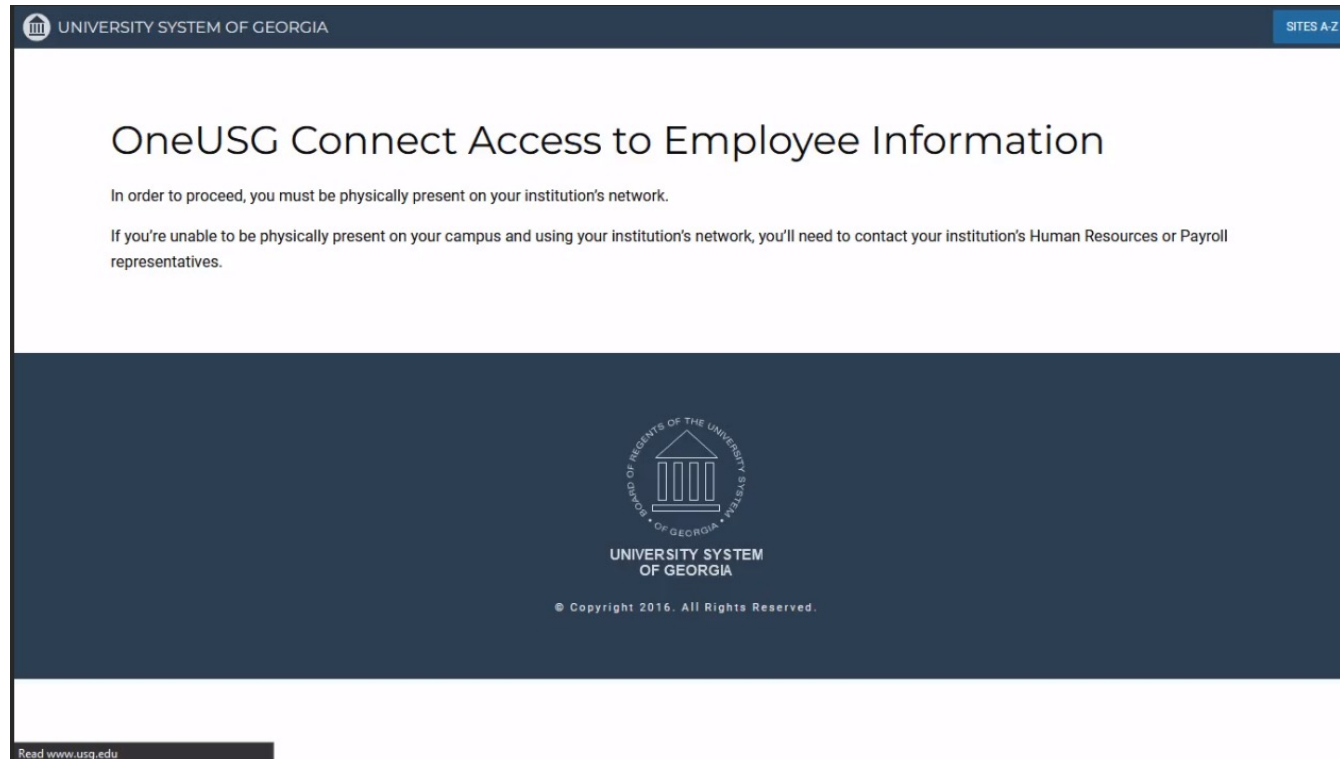 UNIVERSITY SYSTEM OF GEORGIA
SITES A-Z
OneUSG Connect Access to Employee Information
In order to proceed, you must be physically present on your institution's network.
If you're unable to be physically present on your campus and using your institution's network, you'll need to contact your institution's Human Resources or Payroll
representatives.
BOARD OF REGENTS OF THE UNIVERSITY SYSTEM • OF GEORGIA •
UNIVERSITY SYSTEM
OF GEORGIA
© Copyright 2016. All Rights Reserved.
Read www.usg.edu